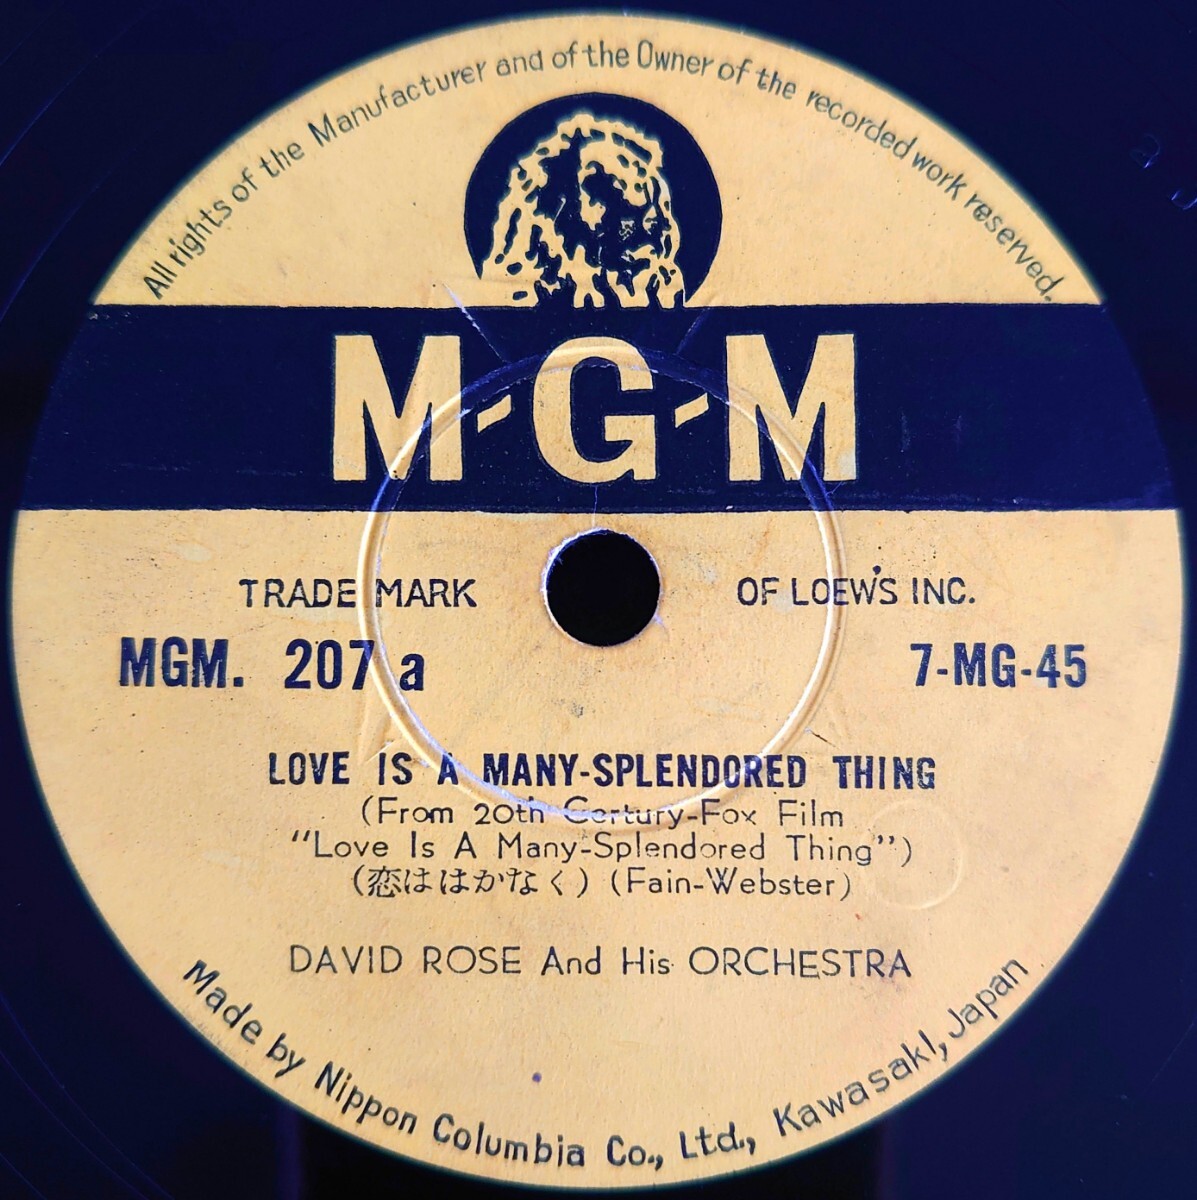 All rights of the Manufacturer and of the Owner of the recorded work reserved.
M-G-M
TRADE MARK OF LOEW'S INC.
MGM. 207 a 7-MG-45
LOVE IS A MANY-SPLENDORED THING
(From 20th Certury-Fox Film
"Love Is A Many-Splendored Thing")
(恋ははかなく) (Fain-Webster)
DAVID ROSE And His ORCHESTRA
Made by Nippon Columbia Co., Ltd., Kawasaki, Japan